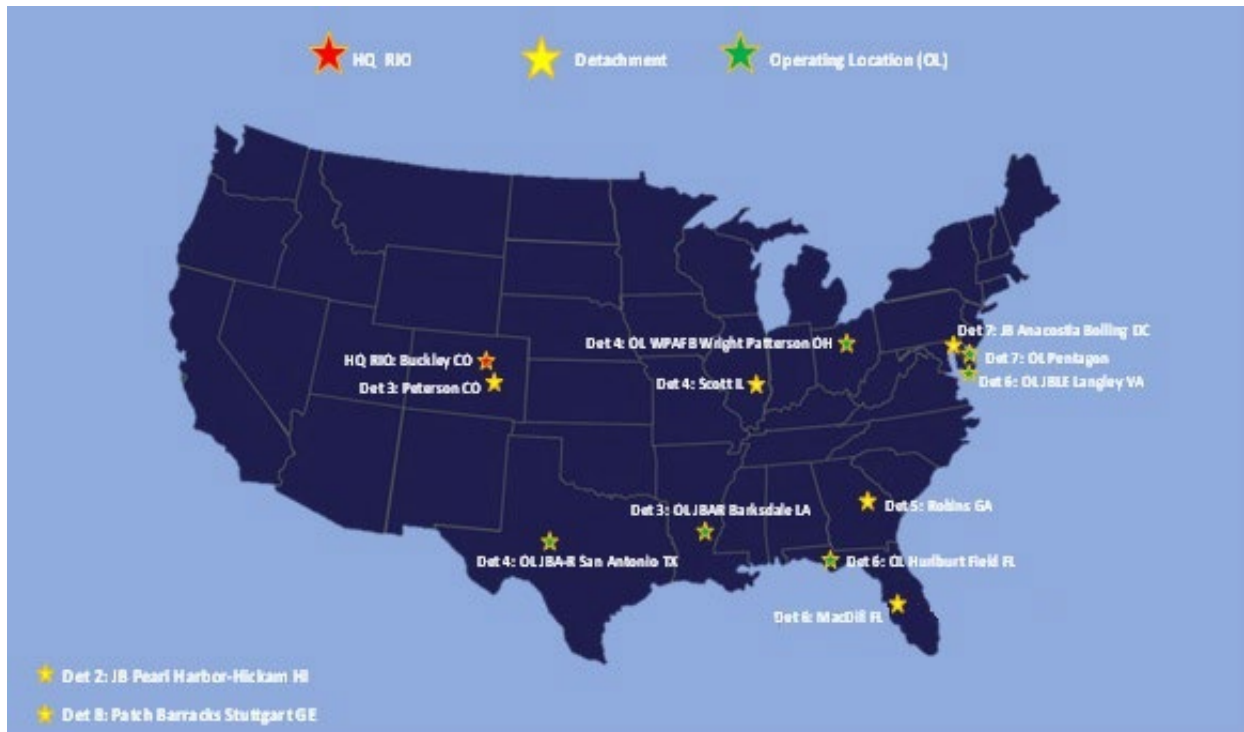 HQ RIO
Detachment
Operating Location (OL)
Det 7: JB Anacostia Bolling DC
Det 4: OL WPAFB Wright Patterson OH
HQ RIO: Buckley CO
Det 7: OL Pentagon
Det 6: OL JBLE Langley VA
Det 3: Peterson CO
Det 4: Scott IL
Det 5: Robins GA
Det 3: OL JBAR Barksdale LA
Det 4: OL JBA-R San Antonio TX
Det 6: OL Hurlburt Field FL
Det 6: MacDill FL
Det 2: JB Pearl Harbor-Hickam HI
Det 8: Patch Barracks Stuttgart GE